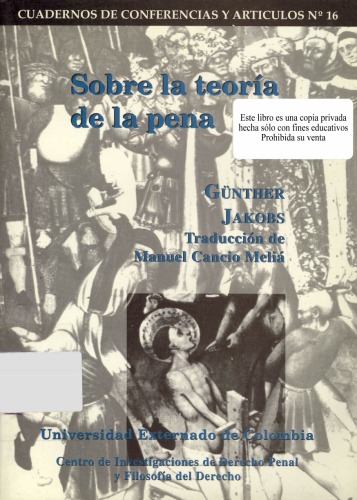 CUADERNOS DE CONFERENCIAS Y ARTICULOS Nº 16
Sobre la teoría
de la pena
Este libro es una copia privada
hecha sólo con fines educativos
Prohibida su venta
GÜNTHER
JAKOBS
Traducción de
Manuel Cancio Meliá
Universidad Externado de Colombia
Centro de Investigaciones de Derecho Penal
y Filosofía del Derecho